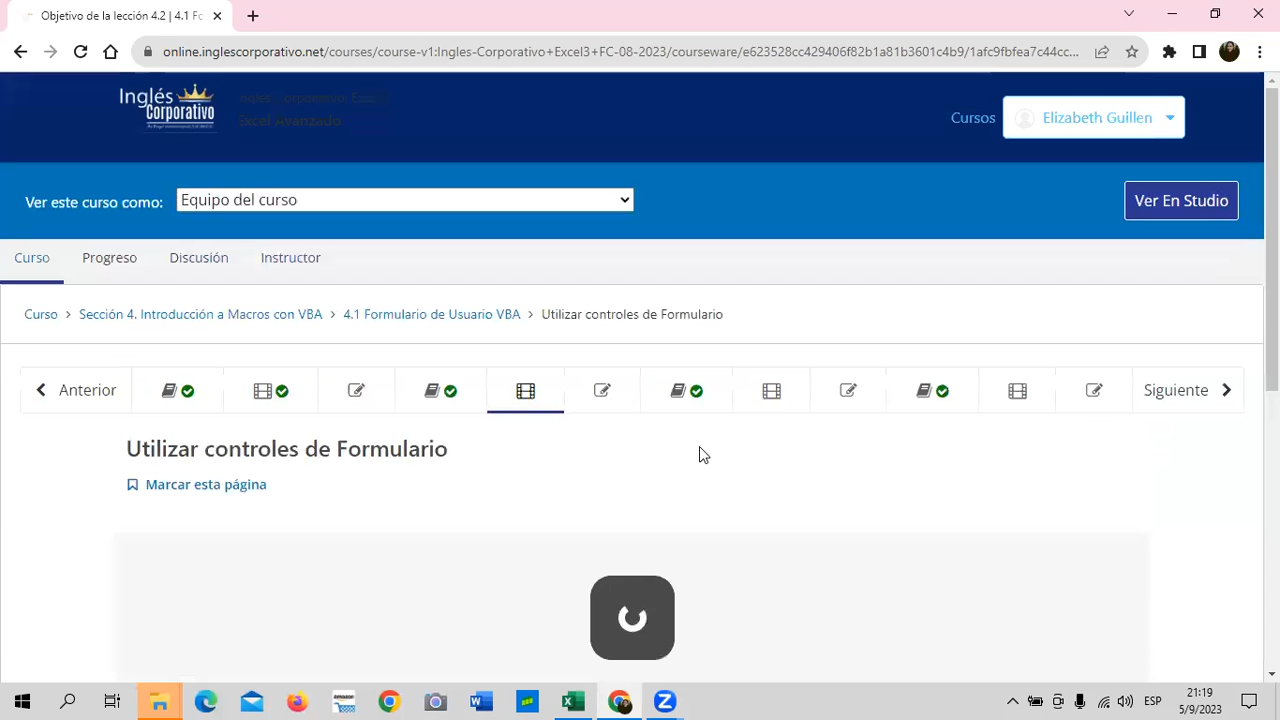 Objetivo de la lección 4.2 | 4.1 Fo
online.inglescorporativo.net/courses/course-v1:Ingles-Corporativo+Excel3+FC-08-2023/courseware/e623528cc429406f82b1a81b3601c4b9/1afc9fbfea7c44cc...
Inglés
Corporativo
Excel Avanzado
Cursos
Elizabeth Guillen
Ver este curso como:
Equipo del curso
Ver En Studio
Curso
Progreso
Discusión
Instructor
Curso > Sección 4. Introducción a Macros con VBA > 4.1 Formulario de Usuario VBA > Utilizar controles de Formulario
Anterior
Siguiente
Utilizar controles de Formulario
Marcar esta página
ESP
21:19
5/9/2023